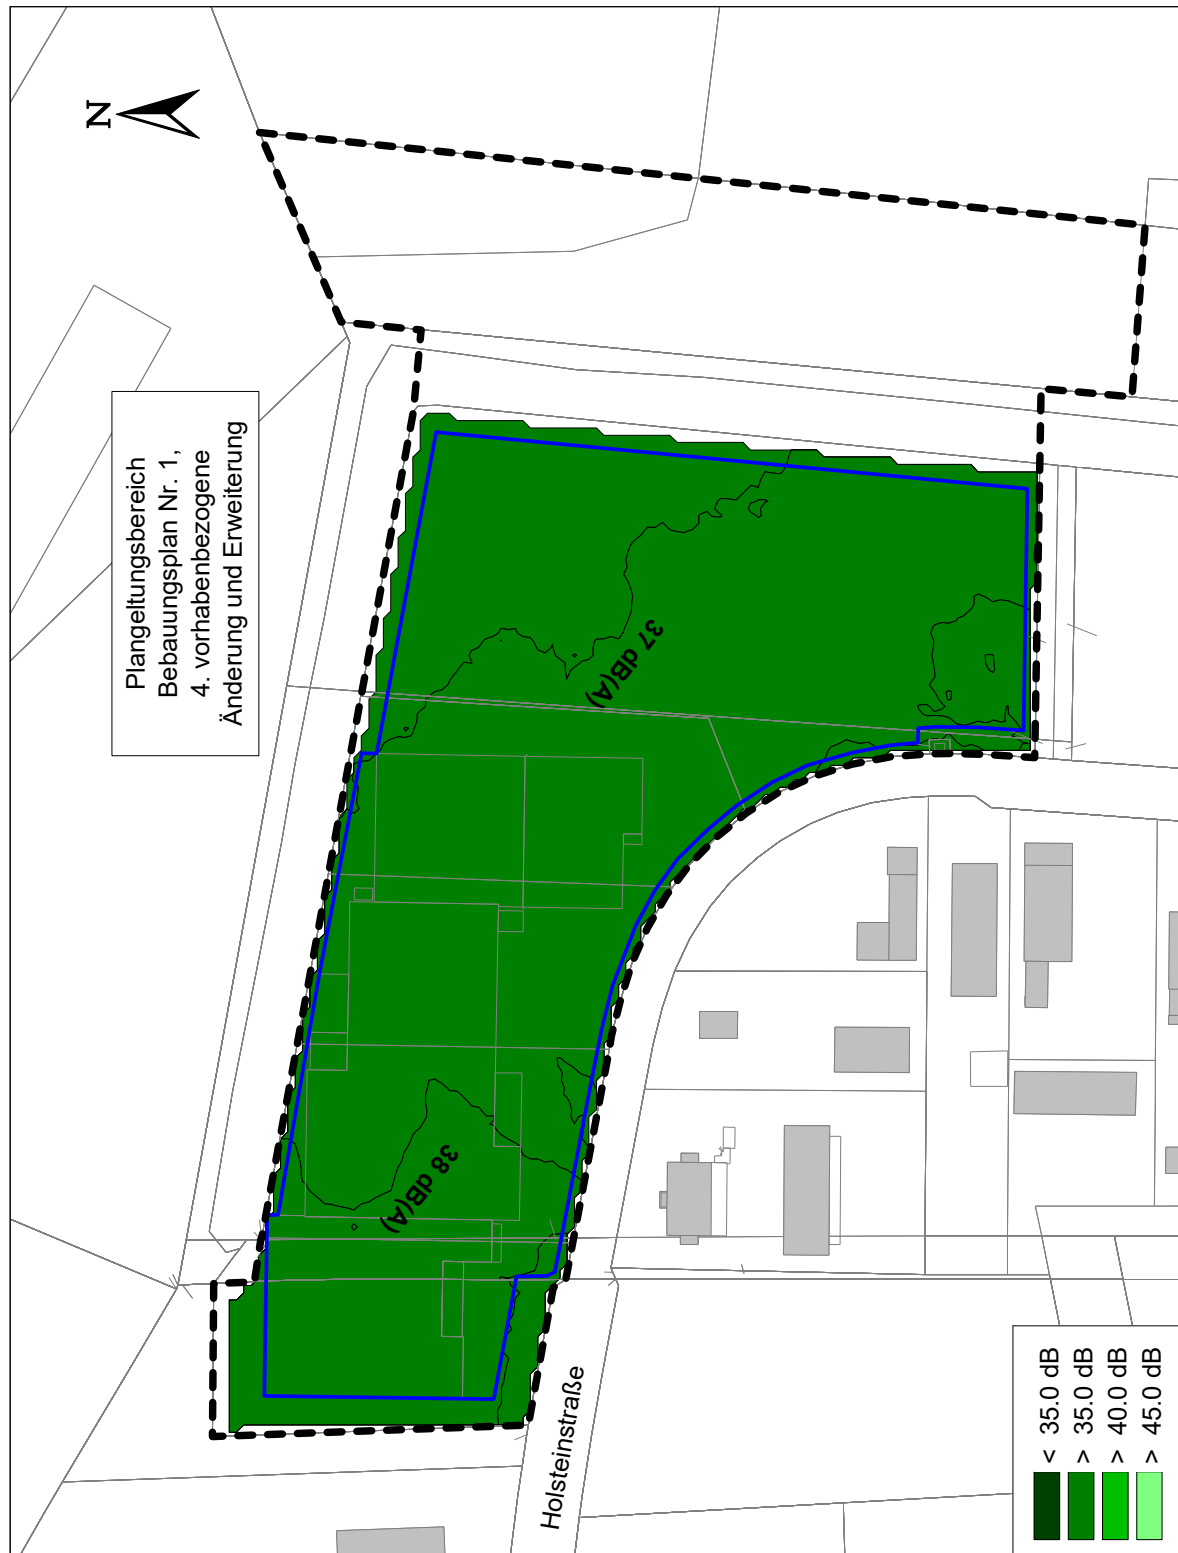 N
Plangeltungsbereich
Bebauungsplan Nr. 1,
4. vorhabenbezogene
Änderung und Erweiterung
37 dB(A)
38 dB(A)
Holsteinstraße
< 35.0 dB
> 35.0 dB
> 40.0 dB
> 45.0 dB